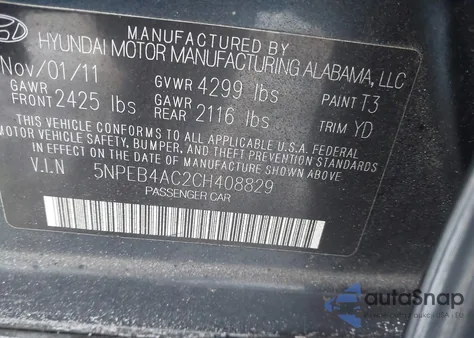 MANUFACTURED BY
HYUNDAI MOTOR MANUFACTURING ALABAMA, LLC
Nov/01/11 GVWR 4299 lbs PAINT T3
GAWR FRONT 2425 lbs GAWR REAR 2116 lbs TRIM YD
THIS VEHICLE CONFORMS TO ALL APPLICABLE U.S.A FEDERAL
MOTOR VEHICLE SAFETY, BUMPER, AND THEFT PREVENTION
STANDARDS IN EFFECT ON THE DATE OF MANUFACTURE SHOWN ABOVE.
V.I.N 5NPEB4AC2CH408829
PASSENGER CAR
autoSnap